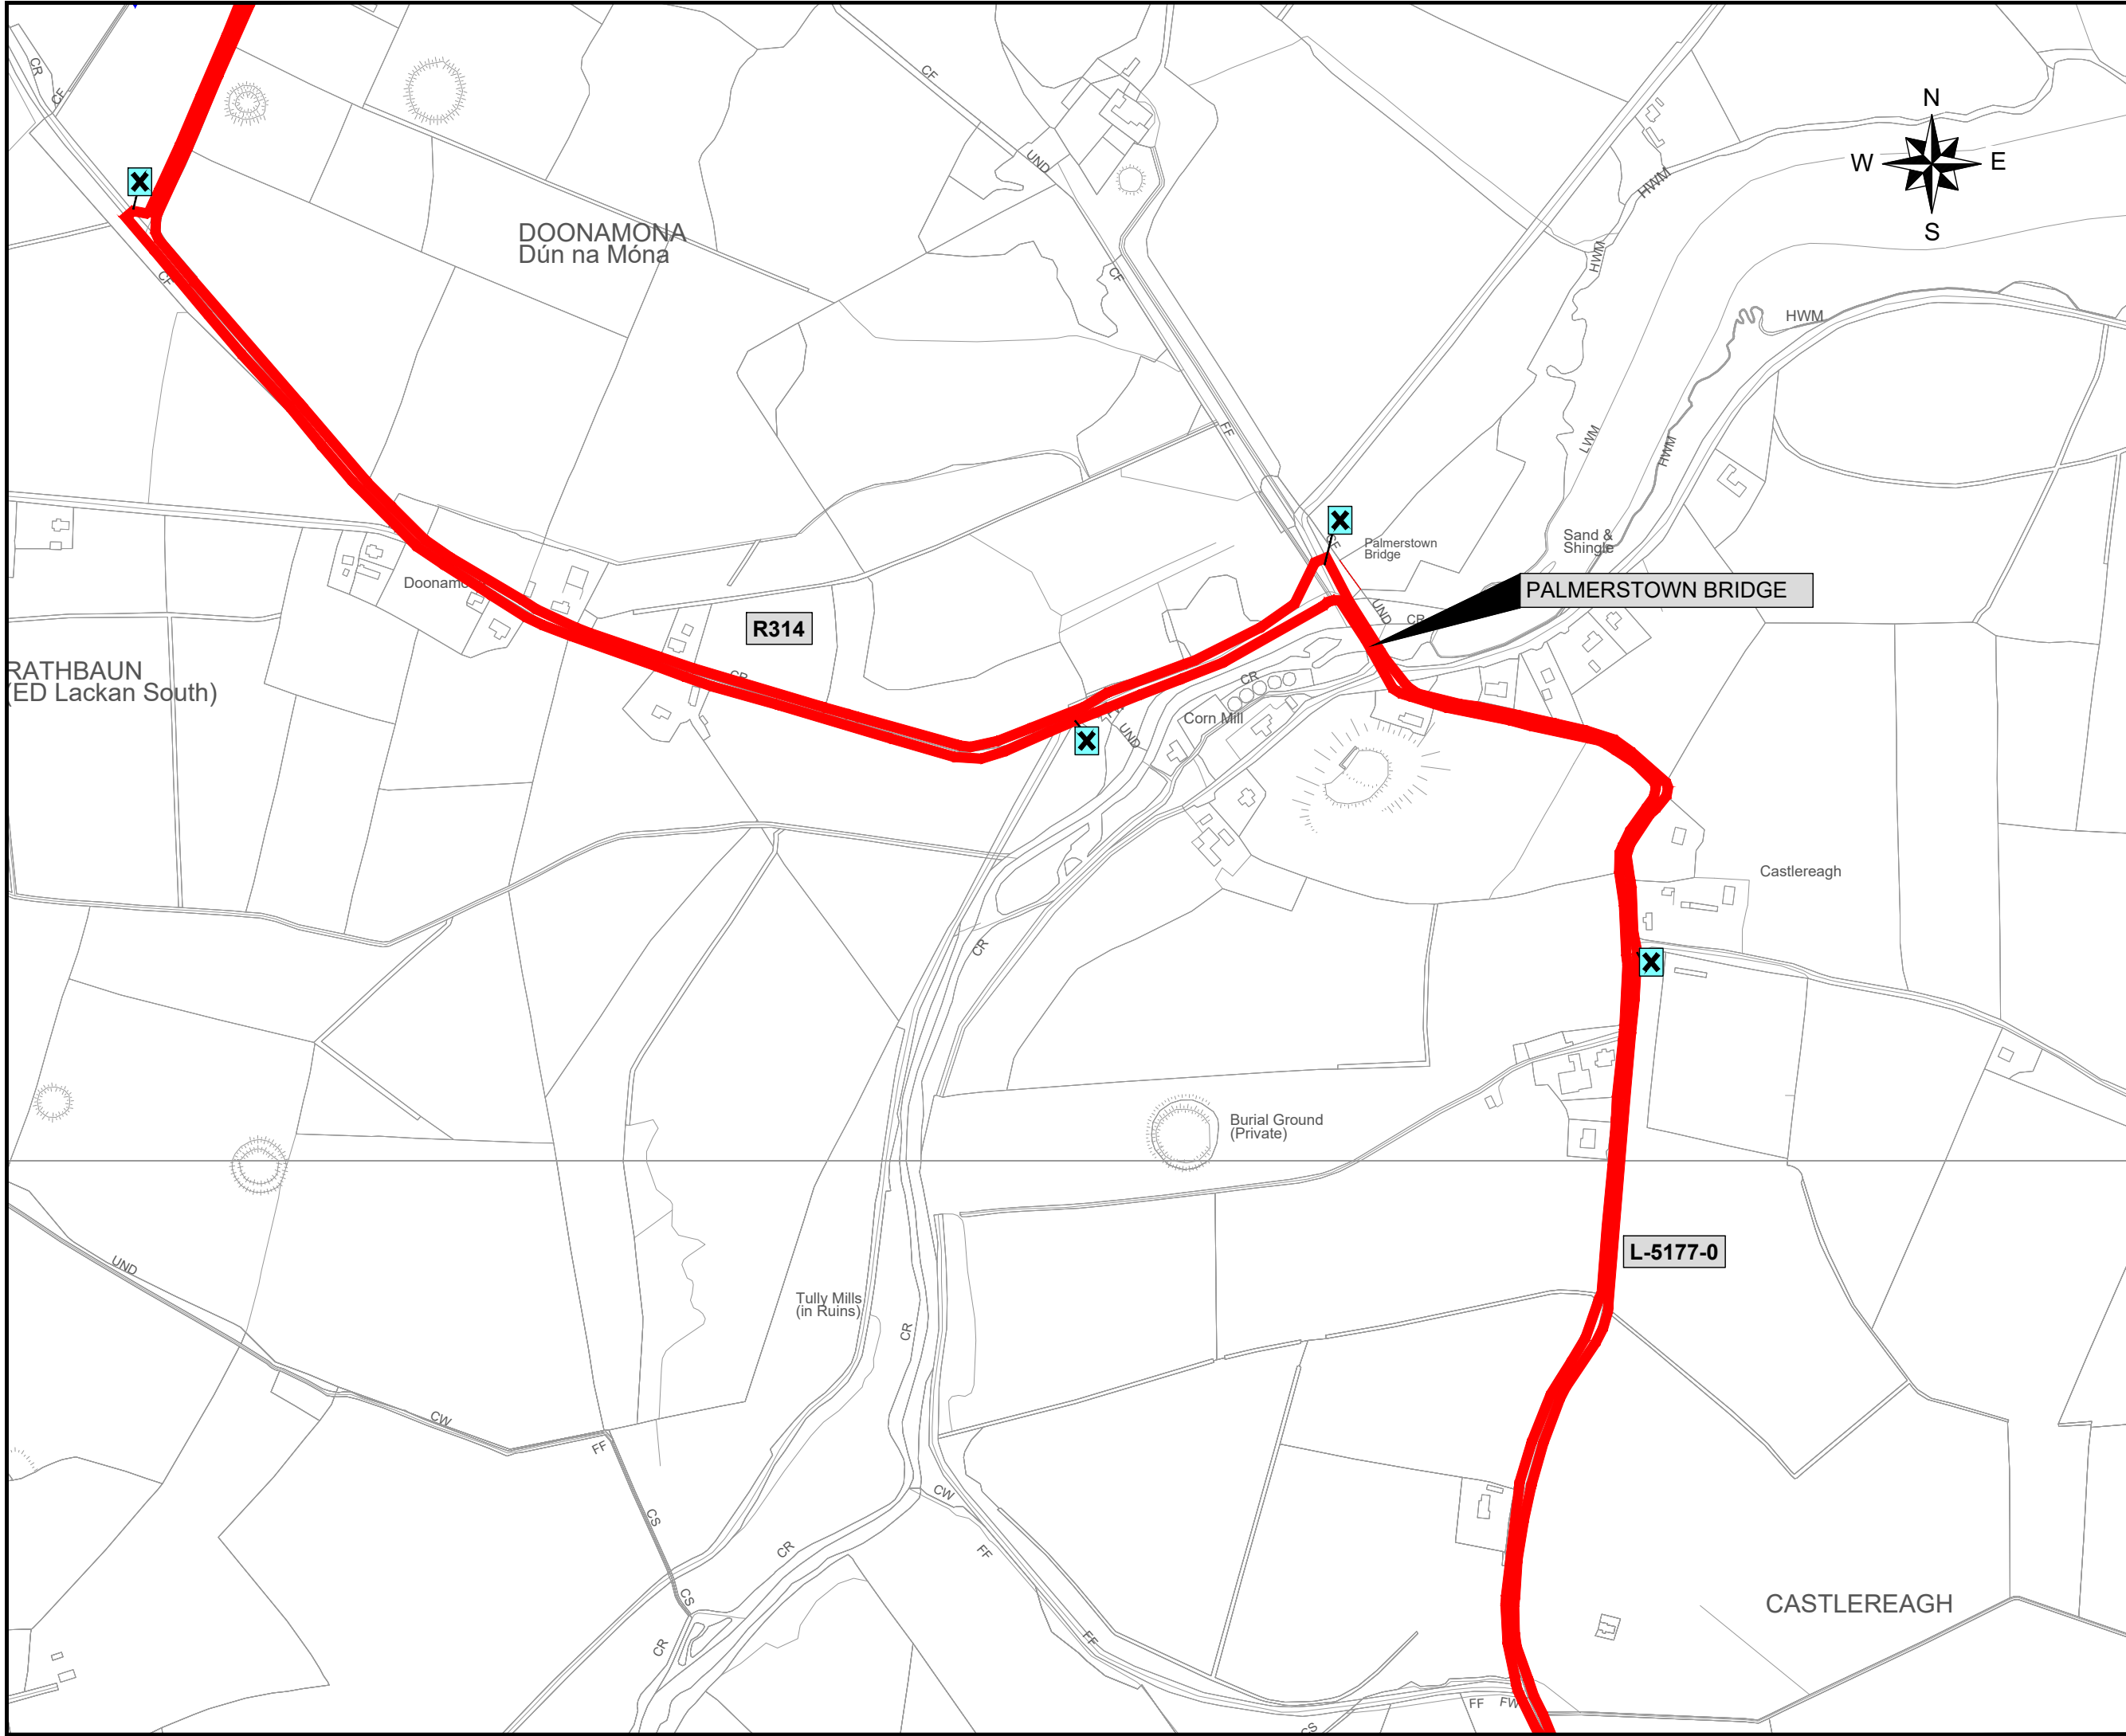 CR
CF
CF
UND
N
W
E
S
HWM
HWM
HWM
DOONAMONA
Dún na Móna
CF
CF
FF
LWM
HWM
Palmerstown
Bridge
Sand &
Shingle
PALMERSTOWN BRIDGE
UND
CR
R314
RATHBAUN
(ED Lackan South)
CR
CR
Corn Mill
UND
Castlereagh
CR
Burial Ground
(Private)
L-5177-0
UND
Tully Mills
(in Ruins)
CR
CW
FF
CW
CS
CR
FF
CS
CR
FF
CASTLEREAGH
FF
CS